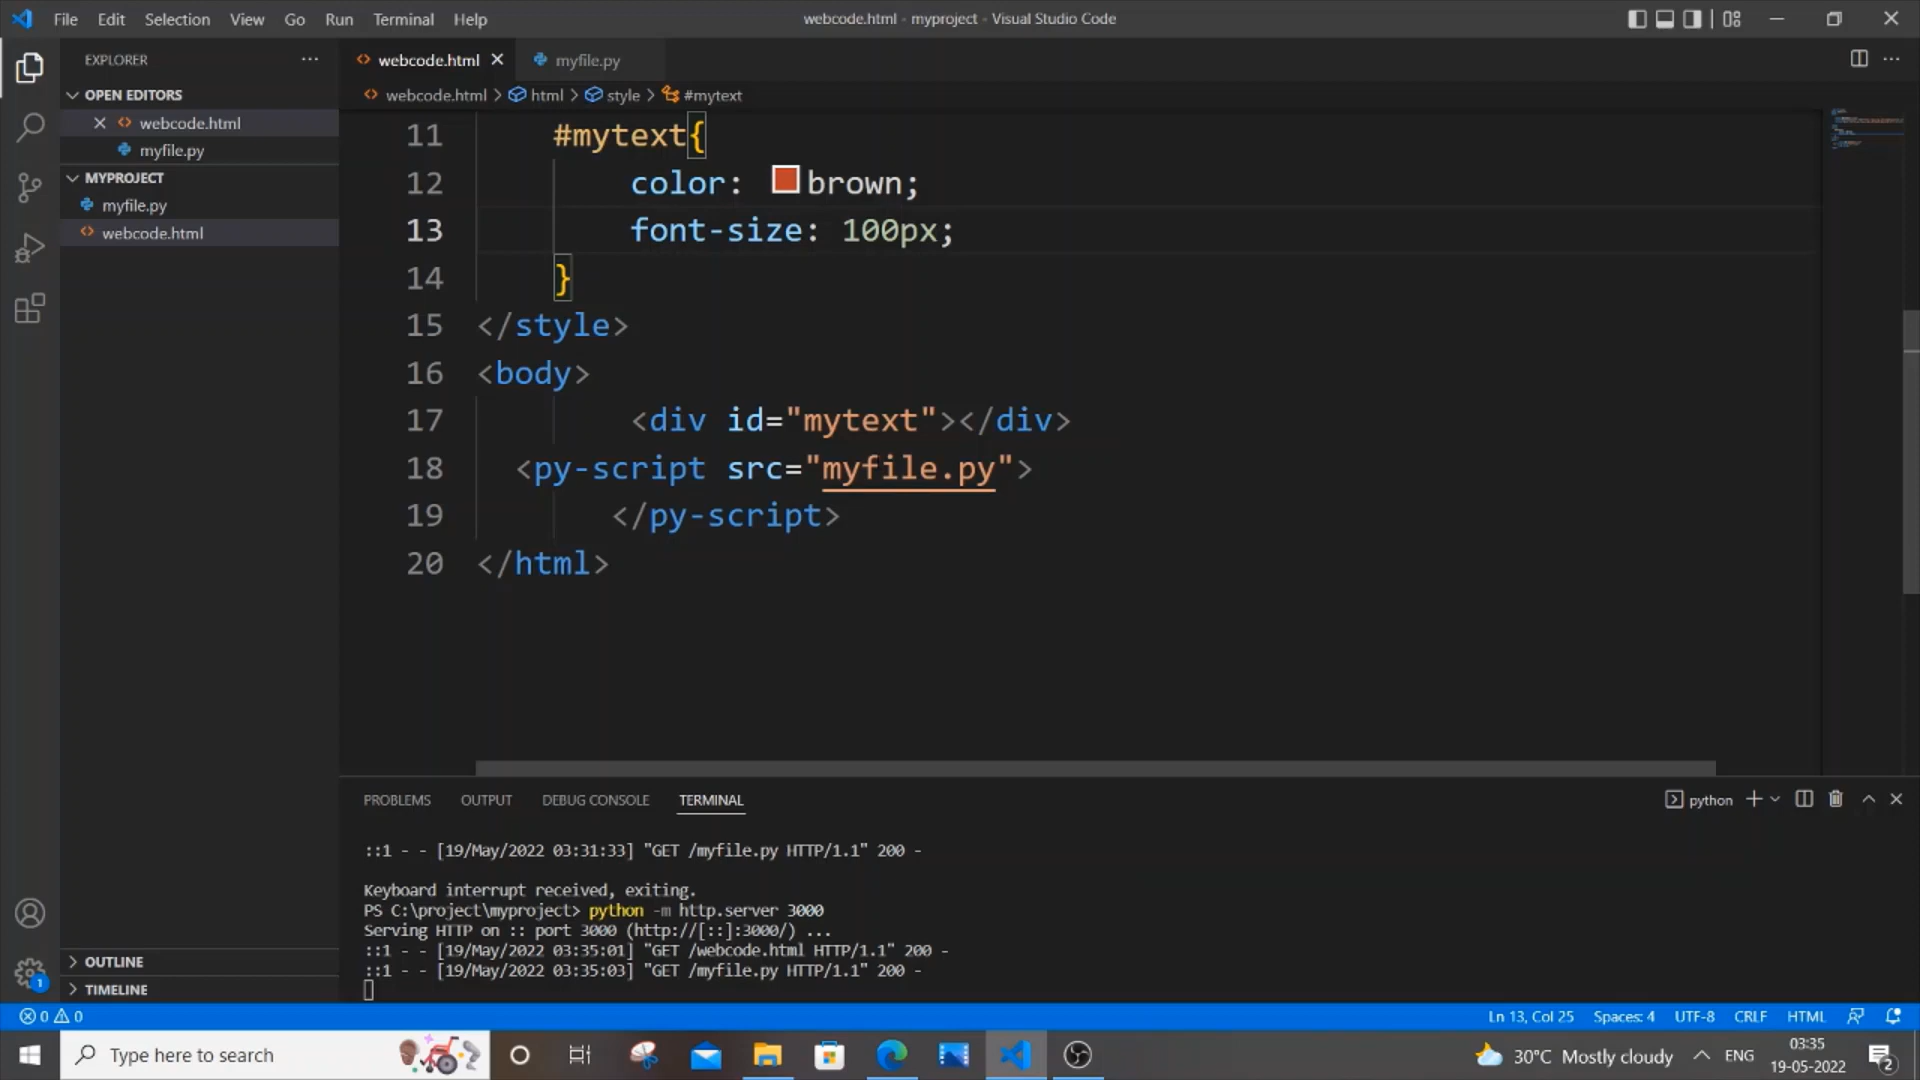 File Edit Selection View Go Run Terminal Help
webcode.html - myproject - Visual Studio Code
EXPLORER
OPEN EDITORS
webcode.html
myfile.py
MYPROJECT
myfile.py
webcode.html
OUTLINE
TIMELINE
webcode.html myfile.py
webcode.html > html > style > #mytext
11 #mytext{
12 color: brown;
13 font-size: 100px;
14 }
15 </style>
16 <body>
17 <div id="mytext"></div>
18 <py-script src="myfile.py">
19 </py-script>
20 </html>
PROBLEMS OUTPUT DEBUG CONSOLE TERMINAL
python
::1 - - [19/May/2022 03:31:33] "GET /myfile.py HTTP/1.1" 200 -
Keyboard interrupt received, exiting.
PS C:\project\myproject> python -m http.server 3000
Serving HTTP on :: port 3000 (http://[::]:3000/) ...
::1 - - [19/May/2022 03:35:01] "GET /webcode.html HTTP/1.1" 200 -
::1 - - [19/May/2022 03:35:03] "GET /myfile.py HTTP/1.1" 200 -
1
0 0
Ln 13, Col 25 Spaces: 4 UTF-8 CRLF HTML
Type here to search
30°C Mostly cloudy
ENG
03:35
19-05-2022
2